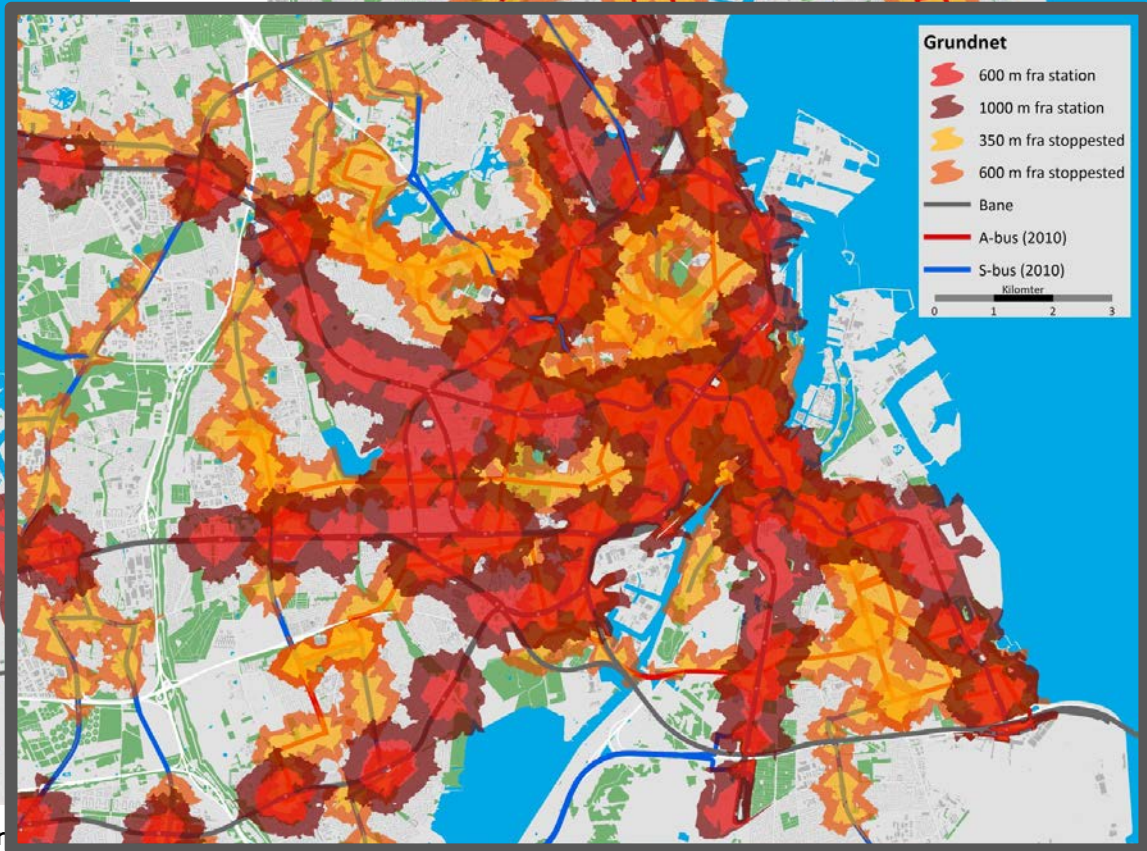 Grundnet
600 m fra station
1000 m fra station
350 m fra stoppested
600 m fra stoppested
Bane
A-bus (2010)
S-bus (2010)
Kilomter
0 1 2 3